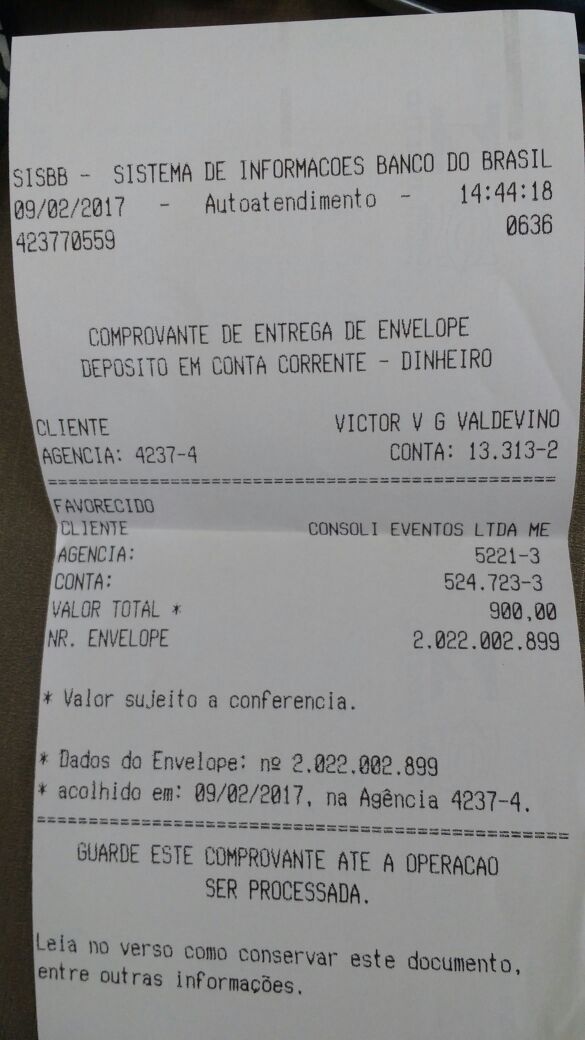 SISBB - SISTEMA DE INFORMACOES BANCO DO BRASIL
09/02/2017 - Autoatendimento - 14:44:18
423770559 0636
COMPROVANTE DE ENTREGA DE ENVELOPE
DEPOSITO EM CONTA CORRENTE - DINHEIRO
CLIENTE VICTOR V G VALDEVINO
AGENCIA: 4237-4 CONTA: 13.313-2
================================================
FAVORECIDO
CLIENTE CONSOLI EVENTOS LTDA ME
AGENCIA: 5221-3
CONTA: 524.723-3
VALOR TOTAL * 900,00
NR. ENVELOPE 2.022.002.899
* Valor sujeito a conferencia.
* Dados do Envelope: nº 2.022.002.899
* acolhido em: 09/02/2017, na Agência 4237-4.
================================================
GUARDE ESTE COMPROVANTE ATE A OPERACAO
SER PROCESSADA.
Leia no verso como conservar este documento,
entre outras informações.